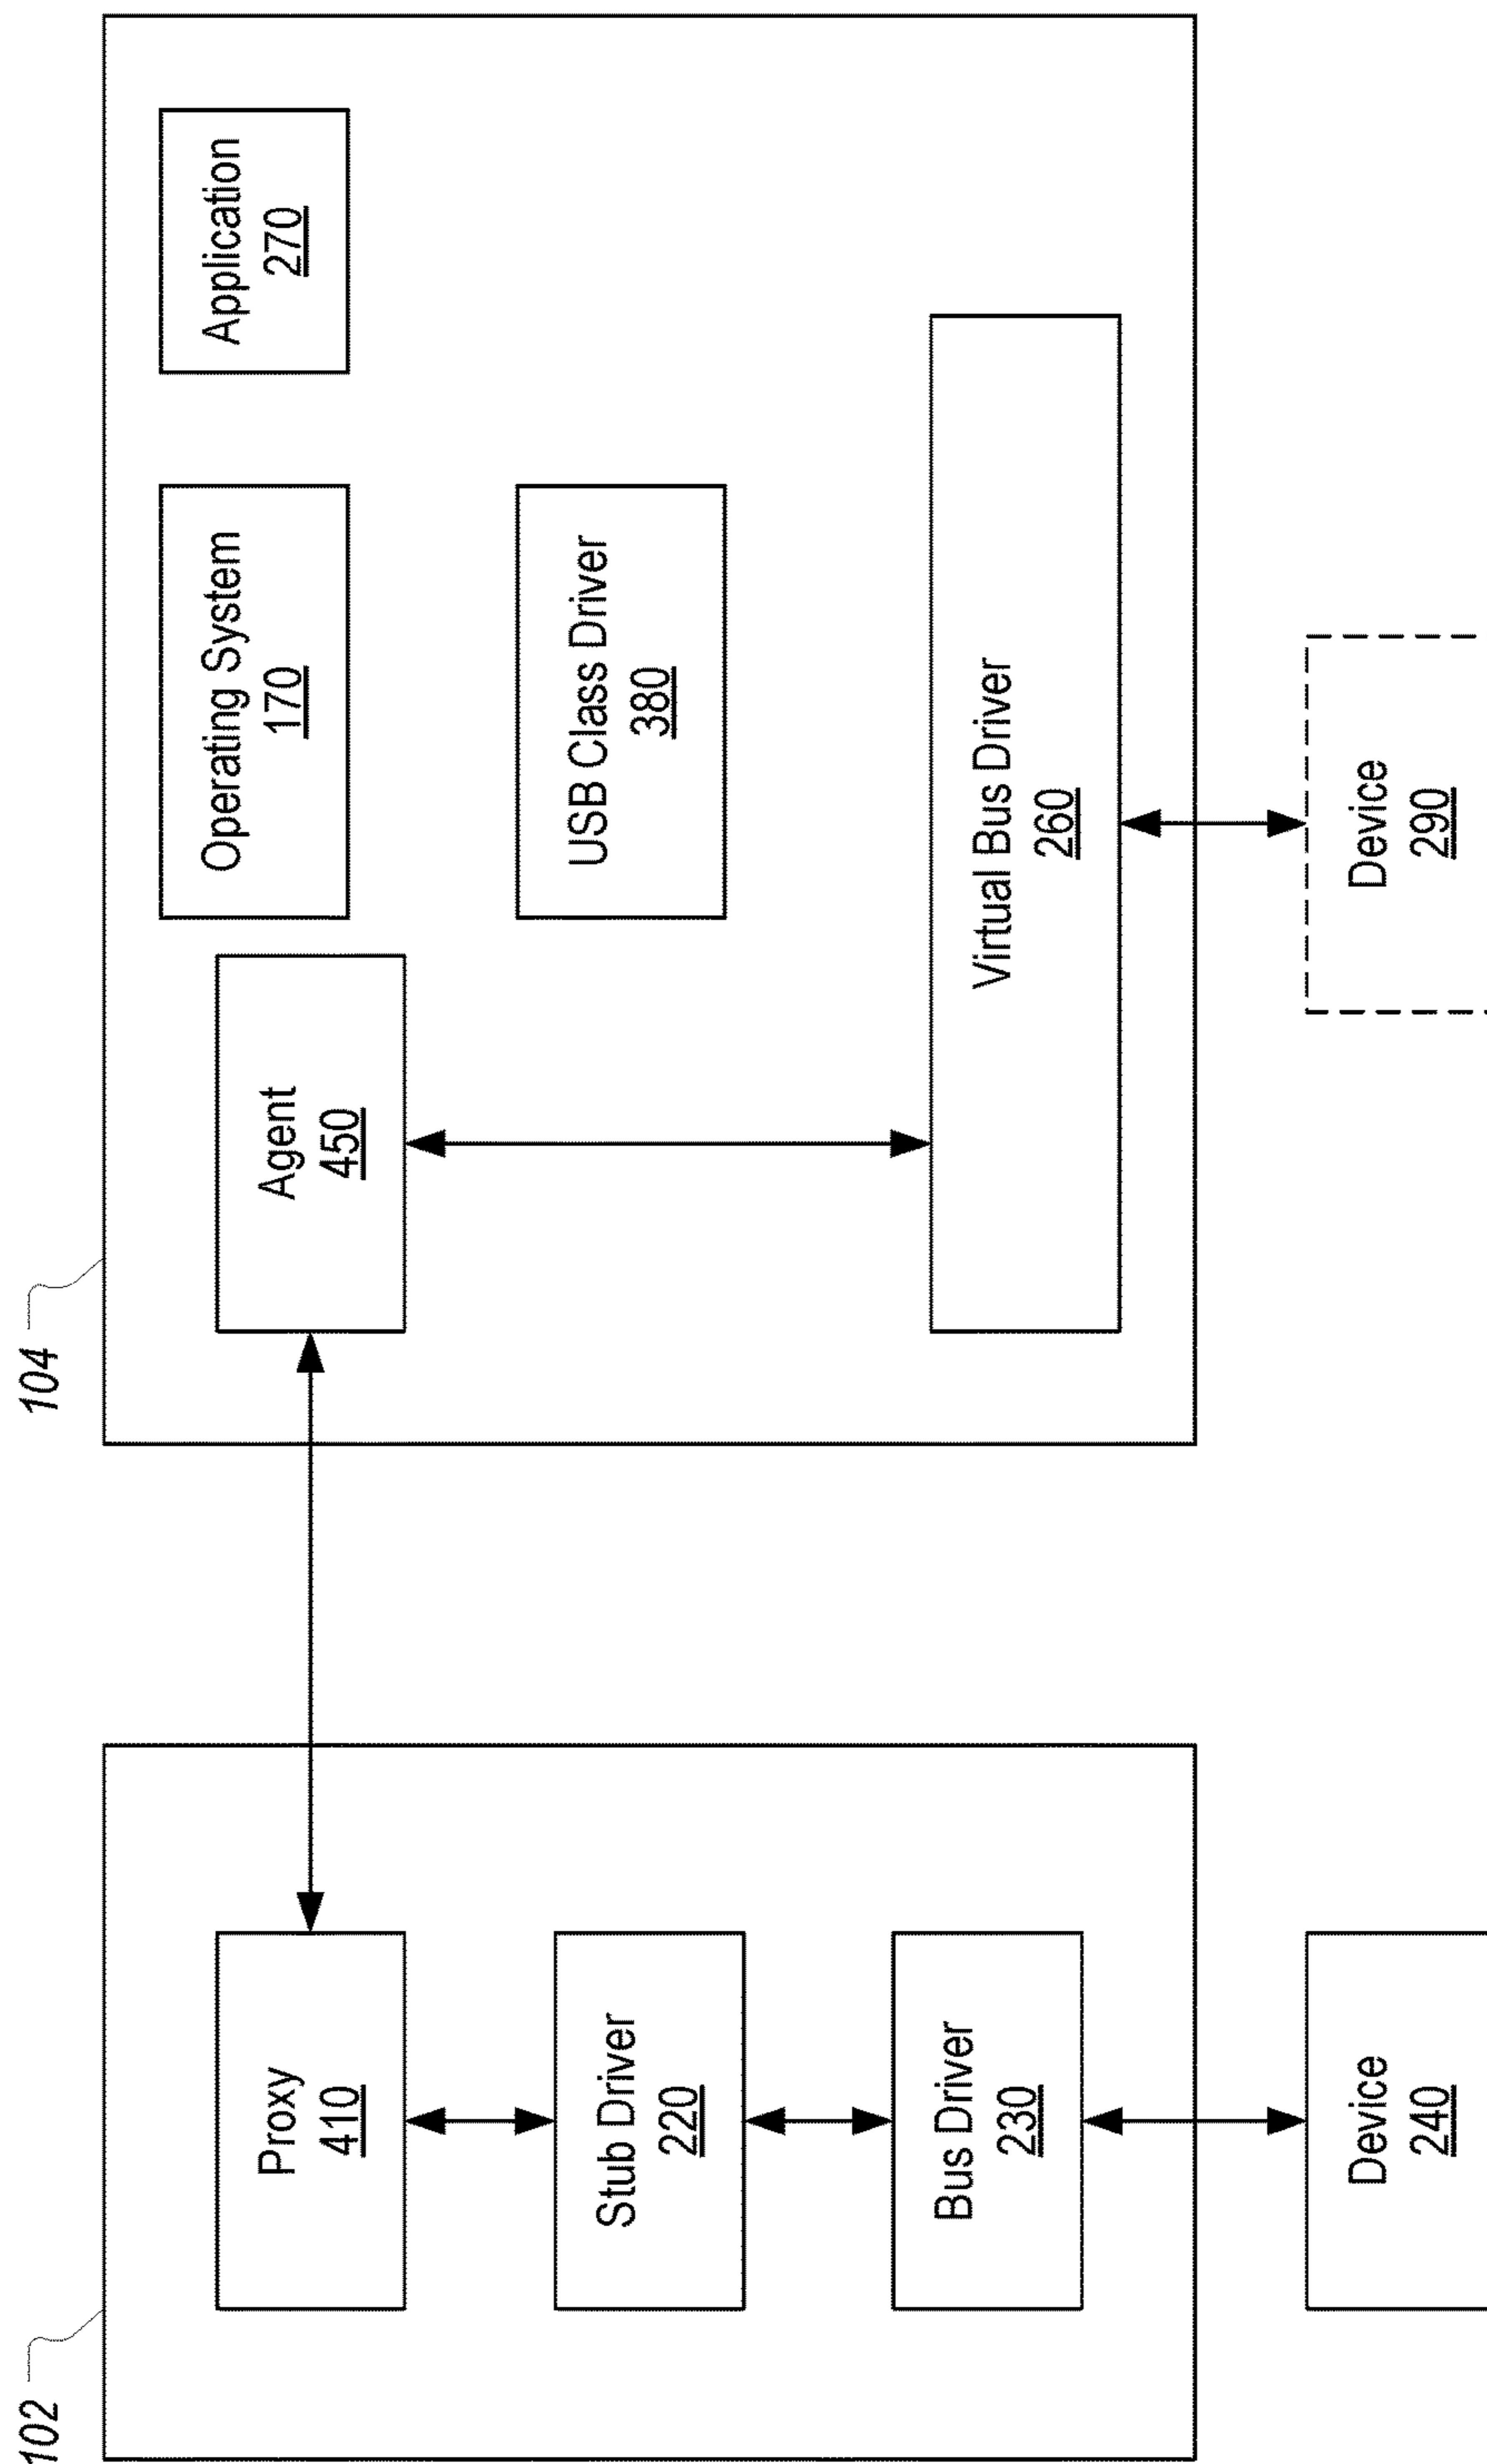 102
Proxy
410
Stub Driver
220
Bus Driver
230
Device
240
104
Agent
450
Operating System
170
Application
270
USB Class Driver
380
Virtual Bus Driver
260
Device
290